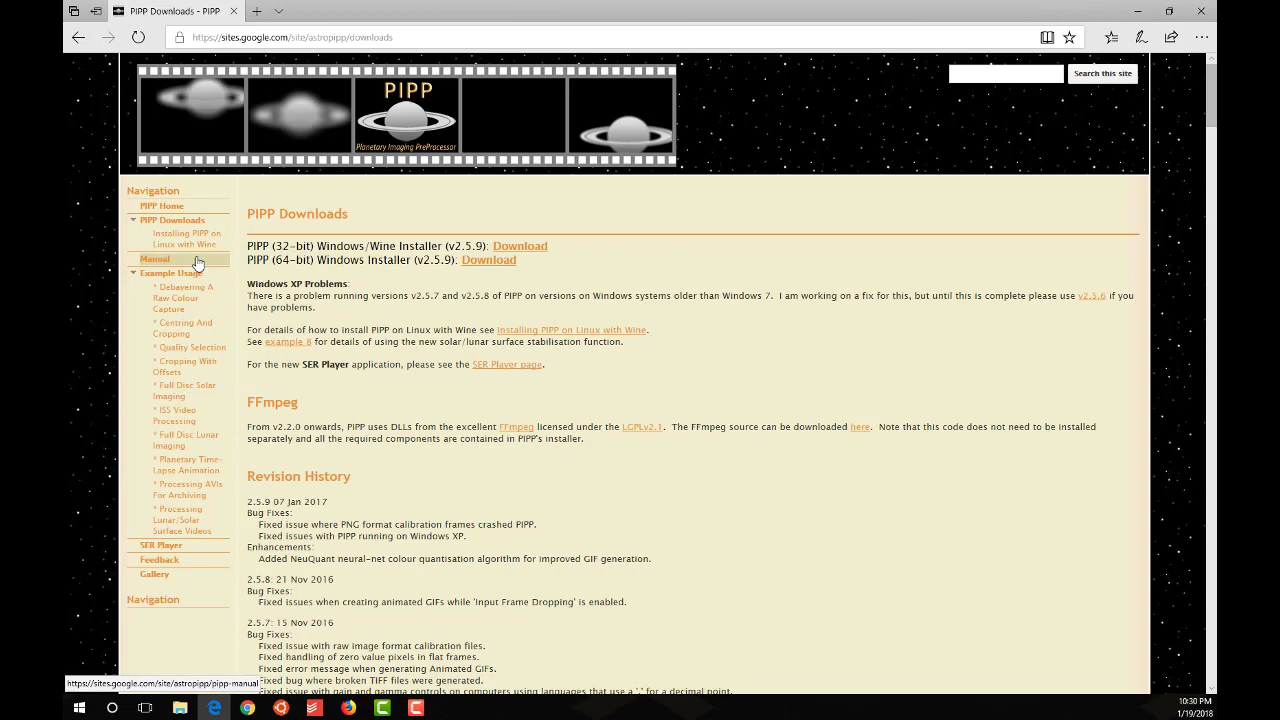 PIPP Downloads - PIPP
https://sites.google.com/site/astropipp/downloads
PIPP
Planetary Imaging PreProcessor
Search this site
Navigation
PIPP Home
PIPP Downloads
Installing PIPP on
Linux with Wine
Manual
Example Usage
* Debayering A
Raw Colour
Capture
* Centring And
Cropping
* Quality Selection
* Cropping With
Offsets
* Full Disc Solar
Imaging
* ISS Video
Processing
* Full Disc Lunar
Imaging
* Planetary Time-
Lapse Animation
* Processing AVIs
For Archiving
* Processing
Lunar/Solar
Surface Videos
SER Player
Feedback
Gallery
Navigation
PIPP Downloads
PIPP (32-bit) Windows/Wine Installer (v2.5.9): Download
PIPP (64-bit) Windows Installer (v2.5.9): Download
Windows XP Problems:
There is a problem running versions v2.5.7 and v2.5.8 of PIPP on versions on Windows systems older than Windows 7. I am working on a fix for this, but until this is complete please use v2.5.6 if you
have problems.
For details of how to install PIPP on Linux with Wine see Installing PIPP on Linux with Wine.
See example 8 for details of using the new solar/lunar surface stabilisation function.
For the new SER Player application, please see the SER Player page.
FFmpeg
From v2.2.0 onwards, PIPP uses DLLs from the excellent FFmpeg licensed under the LGPLv2.1. The FFmpeg source can be downloaded here. Note that this code does not need to be installed
separately and all the required components are contained in PIPP's installer.
Revision History
2.5.9 07 Jan 2017
Bug Fixes:
Fixed issue where PNG format calibration frames crashed PIPP.
Fixed issues with PIPP running on Windows XP.
Enhancements:
Added NeuQuant neural-net colour quantisation algorithm for improved GIF generation.
2.5.8: 21 Nov 2016
Bug Fixes:
Fixed issues when creating animated GIFs while 'Input Frame Dropping' is enabled.
2.5.7: 15 Nov 2016
Bug Fixes:
Fixed issue with raw image format calibration files.
Fixed handling of zero value pixels in flat frames.
Fixed error message when generating Animated GIFs.
Fixed bug where broken TIFF files were generated.
Fixed issue with gain and gamma controls on computers using languages that use a ',' for a decimal point.
https://sites.google.com/site/astropipp/pipp-manual
10:30 PM
1/19/2018